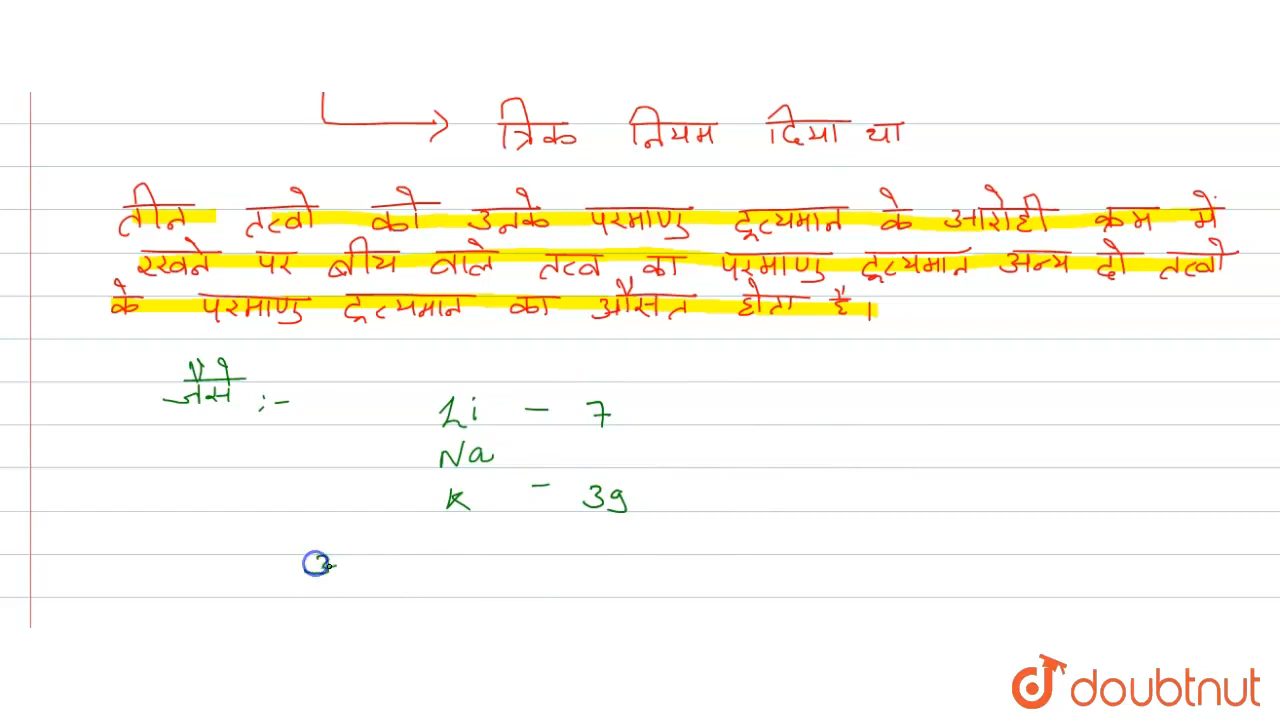 त्रिक नियम दिया था
तीन तत्वो को उनके परमाणु द्रव्यमान के आरोही क्रम में
रखने पर बीच वाले तत्व का परमाणु द्रव्यमान अन्य दो तत्वो
के परमाणु द्रव्यमान का औसत होता है।
जैसे :-
Li - 7
Na
K - 39
doubtnut